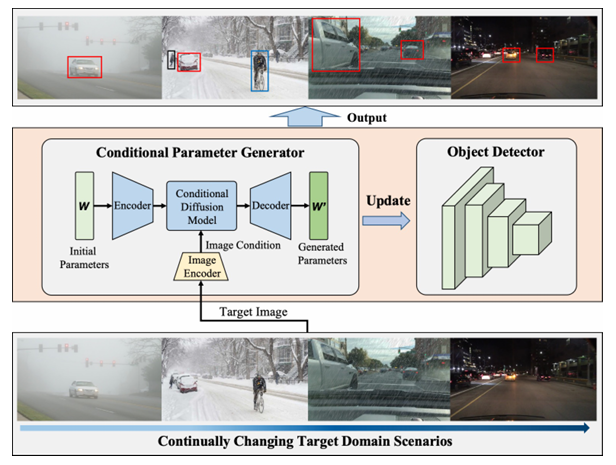 Output
Conditional Parameter Generator
Object Detector
W
Encoder
Conditional
Diffusion
Model
Decoder
W'
Update
Initial
Parameters
Image Condition
Generated
Parameters
Image
Encoder
Target Image
Continually Changing Target Domain Scenarios